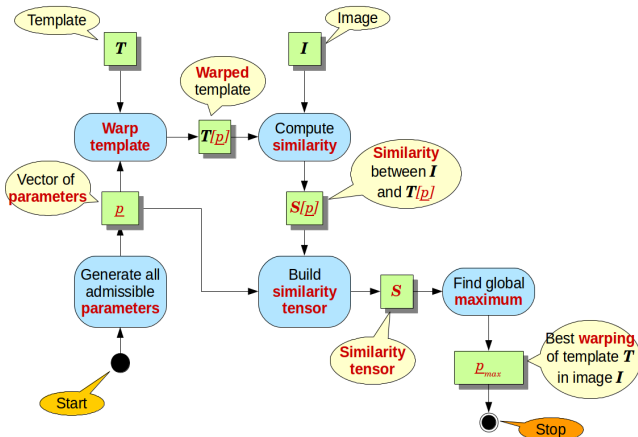 Template
T
Image
I
Warped
template
Warp
template
T[p]
Compute
similarity
Similarity
between I
and T[p]
Vector of
parameters
p
S[p]
Generate all
admissible
parameters
Build
similarity
tensor
S
Find global
maximum
Similarity
tensor
Best warping
of template T
in image I
p max
Start
Stop